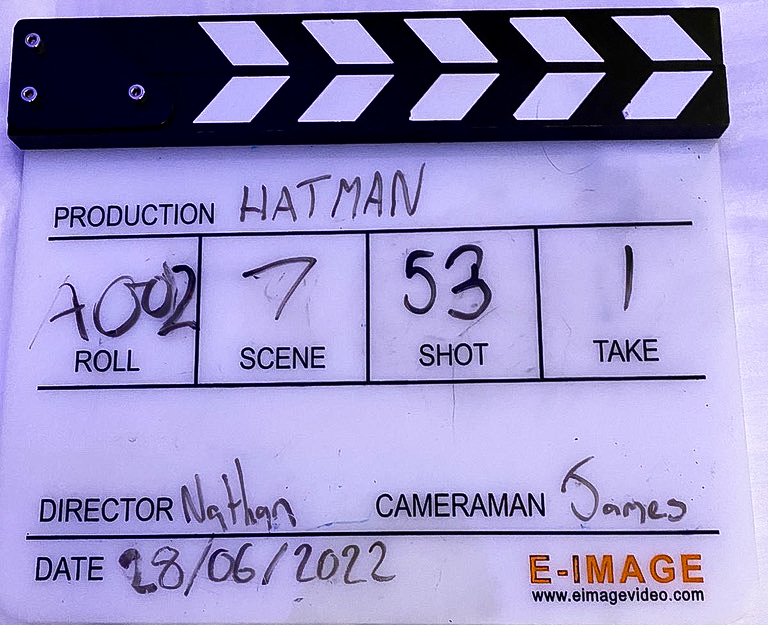 PRODUCTION HATMAN
A002 7 53 1
ROLL SCENE SHOT TAKE
DIRECTOR Nathan CAMERAMAN James
DATE 28/06/2022
E-IMAGE
www.eimagevideo.com